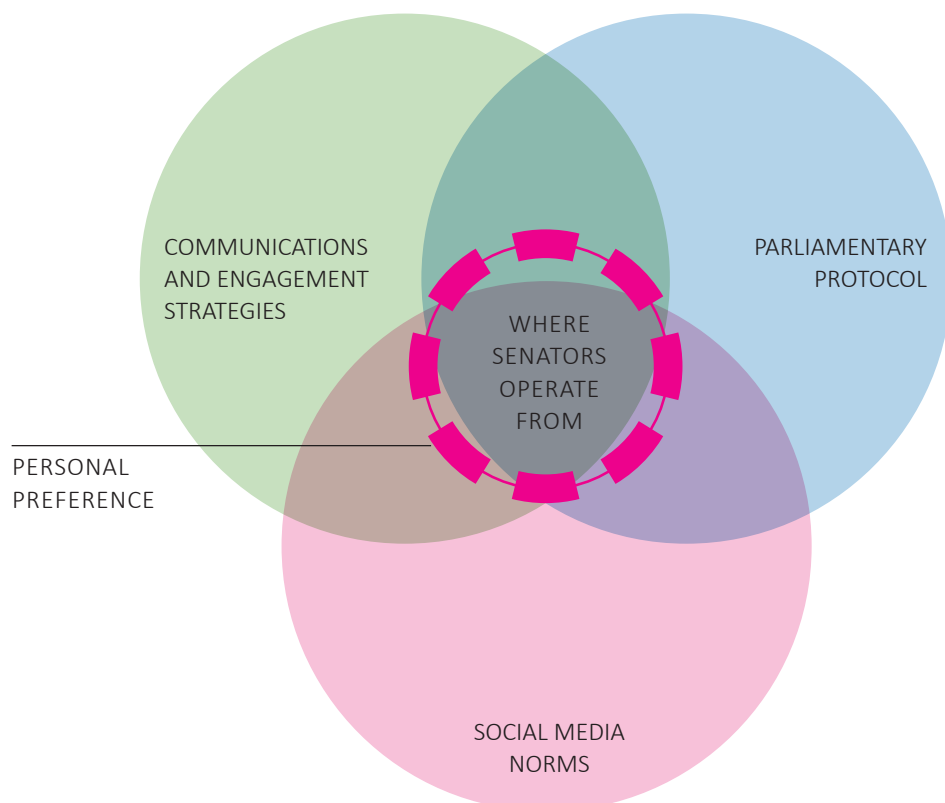 COMMUNICATIONS
AND ENGAGEMENT
STRATEGIES
PARLIAMENTARY
PROTOCOL
WHERE
SENATORS
OPERATE
FROM
PERSONAL
PREFERENCE
SOCIAL MEDIA
NORMS